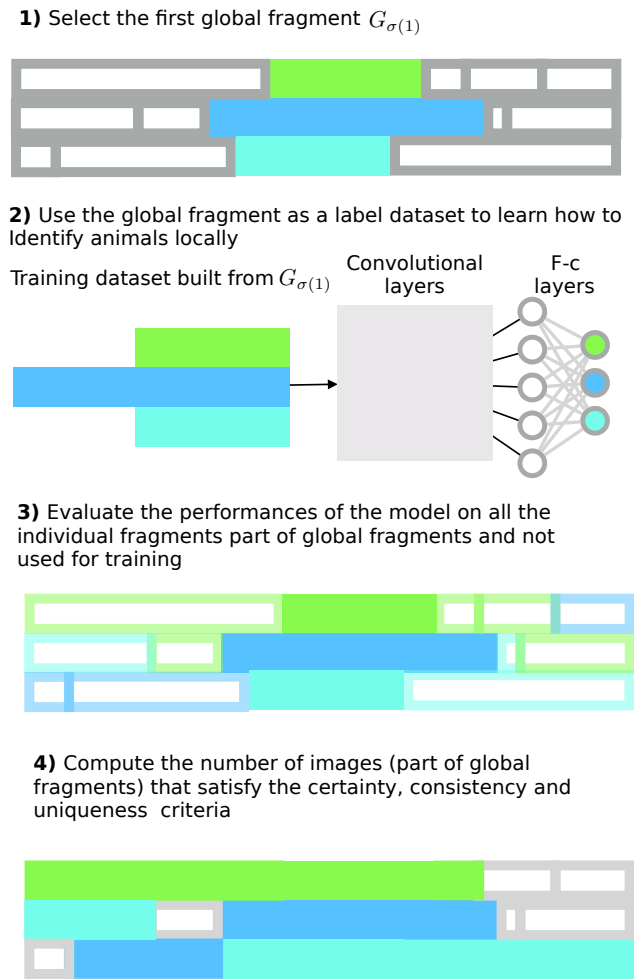 1) Select the first global fragment G_{σ(1)}
2) Use the global fragment as a label dataset to learn how to
Identify animals locally
Training dataset built from G_{σ(1)}
Convolutional
layers
F-c
layers
3) Evaluate the performances of the model on all the
individual fragments part of global fragments and not
used for training
4) Compute the number of images (part of global
fragments) that satisfy the certainty, consistency and
uniqueness criteria